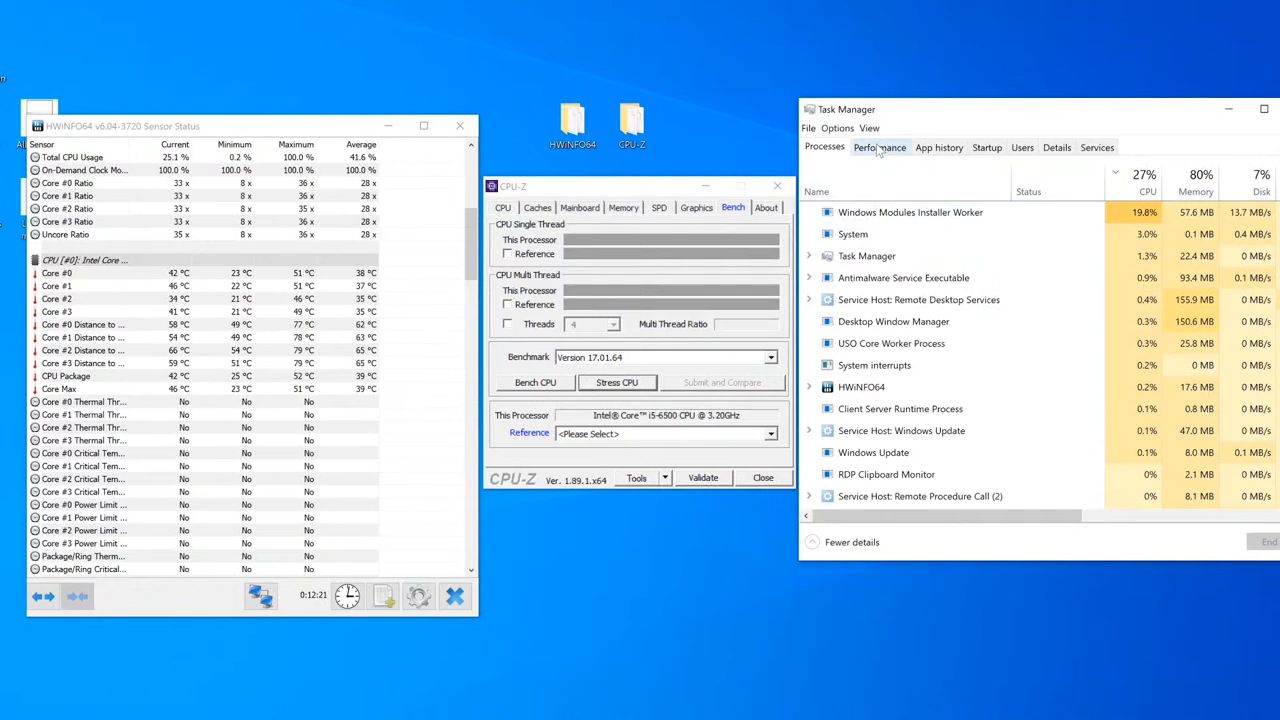 HWiNFO64 v6.04-3720 Sensor Status
Sensor Current Minimum Maximum Average
Total CPU Usage 25.1 % 0.2 % 100.0 % 41.6 %
On-Demand Clock Mo... 100.0 % 100.0 % 100.0 % 100.0 %
Core #0 Ratio 33 x 8 x 36 x 28 x
Core #1 Ratio 33 x 8 x 36 x 28 x
Core #2 Ratio 33 x 8 x 36 x 28 x
Core #3 Ratio 33 x 8 x 36 x 28 x
Uncore Ratio 35 x 8 x 36 x 28 x
CPU [#0]: Intel Core ...
Core #0 42 °C 23 °C 51 °C 38 °C
Core #1 46 °C 22 °C 51 °C 37 °C
Core #2 34 °C 21 °C 46 °C 35 °C
Core #3 41 °C 21 °C 49 °C 35 °C
Core #0 Distance to ... 58 °C 49 °C 77 °C 62 °C
Core #1 Distance to ... 54 °C 49 °C 78 °C 63 °C
Core #2 Distance to ... 66 °C 54 °C 79 °C 65 °C
Core #3 Distance to ... 59 °C 51 °C 79 °C 65 °C
CPU Package 46 °C 25 °C 52 °C 39 °C
Core Max 46 °C 23 °C 51 °C 39 °C
Core #0 Thermal Thr... No No No
Core #1 Thermal Thr... No No No
Core #2 Thermal Thr... No No No
Core #3 Thermal Thr... No No No
Core #0 Critical Tem... No No No
Core #1 Critical Tem... No No No
Core #2 Critical Tem... No No No
Core #3 Critical Tem... No No No
Core #0 Power Limit ... No No No
Core #1 Power Limit ... No No No
Core #2 Power Limit ... No No No
Core #3 Power Limit ... No No No
Package/Ring Therm... No No No
Package/Ring Critical... No No No
0:12:21
HWiNFO64
CPU-Z
CPU-Z
CPU Caches Mainboard Memory SPD Graphics Bench About
CPU Single Thread
This Processor
Reference
CPU Multi Thread
This Processor
Reference
Threads 4 Multi Thread Ratio
Benchmark Version 17.01.64
Bench CPU Stress CPU Submit and Compare
This Processor Intel® Core™ i5-6500 CPU @ 3.20GHz
Reference <Please Select>
CPU-Z Ver. 1.89.1.x64 Tools Validate Close
Task Manager
File Options View
Processes Performance App history Startup Users Details Services
27% 80% 7%
Name Status CPU Memory Disk
Windows Modules Installer Worker 19.8% 57.6 MB 13.7 MB/s
System 3.0% 0.1 MB 0.4 MB/s
Task Manager 1.3% 22.4 MB 0 MB/s
Antimalware Service Executable 0.9% 93.4 MB 0.1 MB/s
Service Host: Remote Desktop Services 0.4% 155.9 MB 0 MB/s
Desktop Window Manager 0.3% 150.6 MB 0 MB/s
USO Core Worker Process 0.3% 25.8 MB 0 MB/s
System interrupts 0.2% 0 MB 0 MB/s
HWiNFO64 0.2% 17.6 MB 0 MB/s
Client Server Runtime Process 0.1% 0.8 MB 0 MB/s
Service Host: Windows Update 0.1% 47.0 MB 0 MB/s
Windows Update 0.1% 8.0 MB 0.1 MB/s
RDP Clipboard Monitor 0% 2.1 MB 0 MB/s
Service Host: Remote Procedure Call (2) 0% 8.1 MB 0 MB/s
Fewer details
End